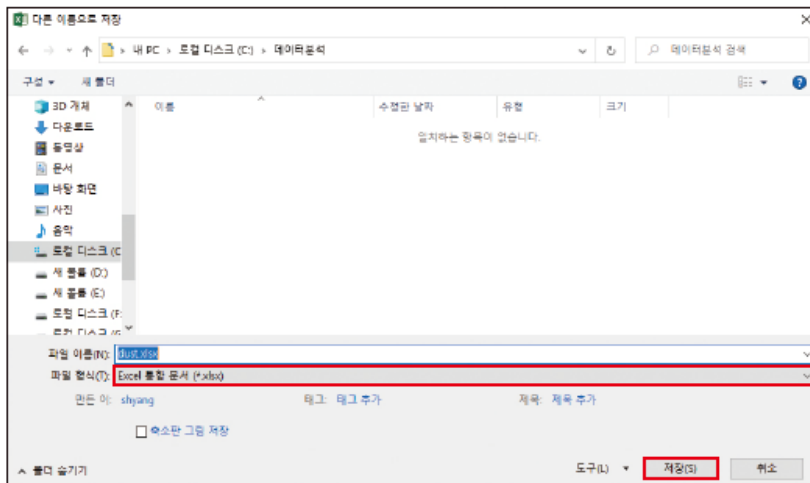 다른 이름으로 저장
내 PC > 로컬 디스크 (C:) > 데이터분석
데이터분석 검색
구성
새 폴더
3D 개체
이름
수정한 날짜
유형
크기
다운로드
일치하는 항목이 없습니다.
동영상
문서
바탕 화면
사진
음악
로컬 디스크 (C
새 볼륨 (D:)
새 볼륨 (E:)
로컬 디스크 (F:
로컬 디스크 (G
파일 이름(N): dust.xlsx
파일 형식(T): Excel 통합 문서 (*.xlsx)
만든 이: shyang
태그: 태그 추가
제목: 제목 추가
축소판 그림 저장
폴더 숨기기
도구(L)
저장(S)
취소